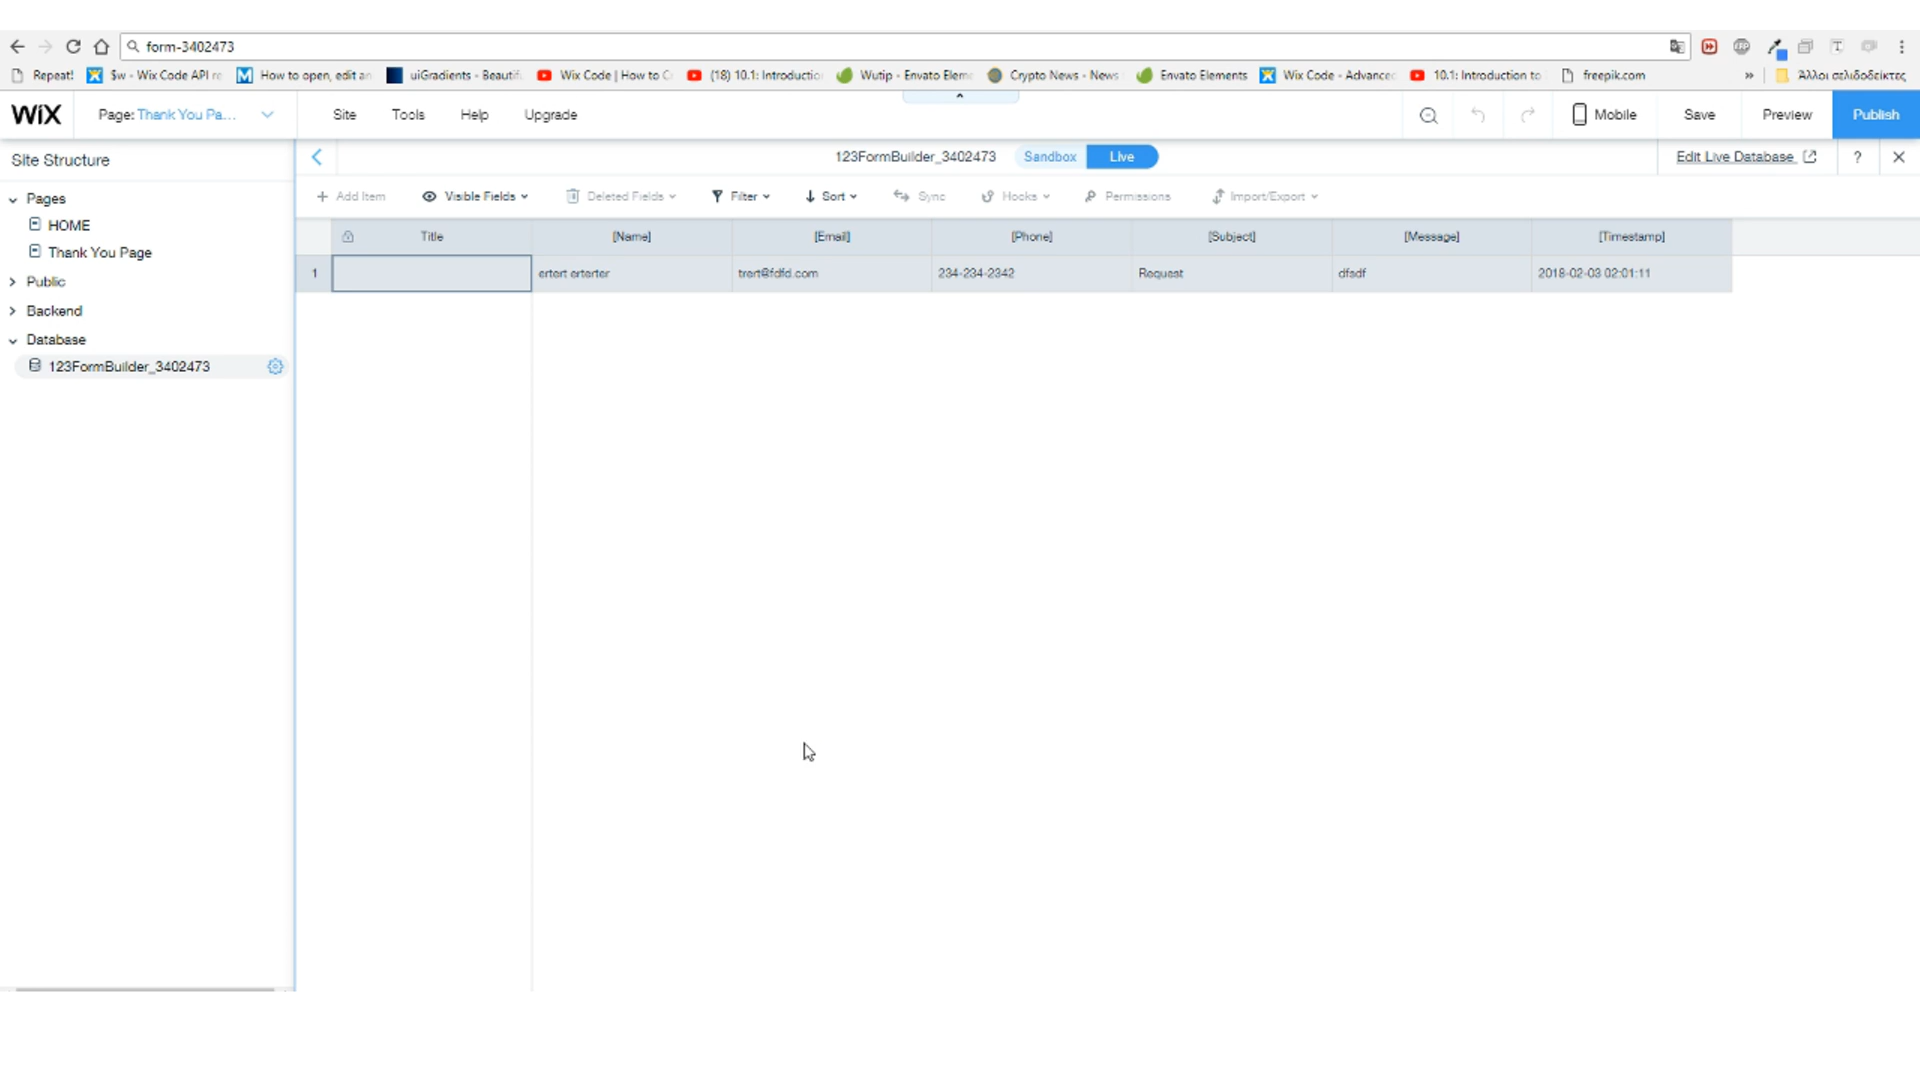 form-3402473
Repeat! $w - Wix Code API re How to open, edit an uiGradients - Beautifu Wix Code | How to Cr (18) 10.1: Introductio Wutip - Envato Eleme Crypto News - News Envato Elements Wix Code - Advanced 10.1: Introduction to freepik.com » Άλλοι σελιδοδείκτες
WiX Page: Thank You Pa... Site Tools Help Upgrade Mobile Save Preview Publish
Site Structure
123FormBuilder_3402473 Sandbox Live Edit Live Database ?
Add Item Visible Fields Deleted Fields Filter Sort Sync Hooks Permissions Import/Export
Pages
HOME
Thank You Page
Public
Backend
Database
123FormBuilder_3402473
Title [Name] [Email] [Phone] [Subject] [Message] [Timestamp]
1 ertert erterter trert@fdfd.com 234-234-2342 Request dfsdf 2018-02-03 02:01:11